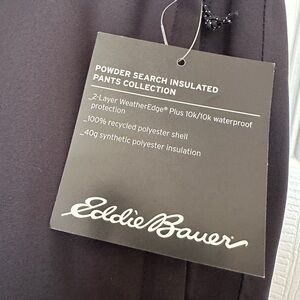 POWDER SEARCH INSULATED
PANTS COLLECTION
_2-Layer WeatherEdge® Plus 10k/10k waterproof
protection
_100% recycled polyester shell
_40g synthetic polyester insulation
Eddie Bauer